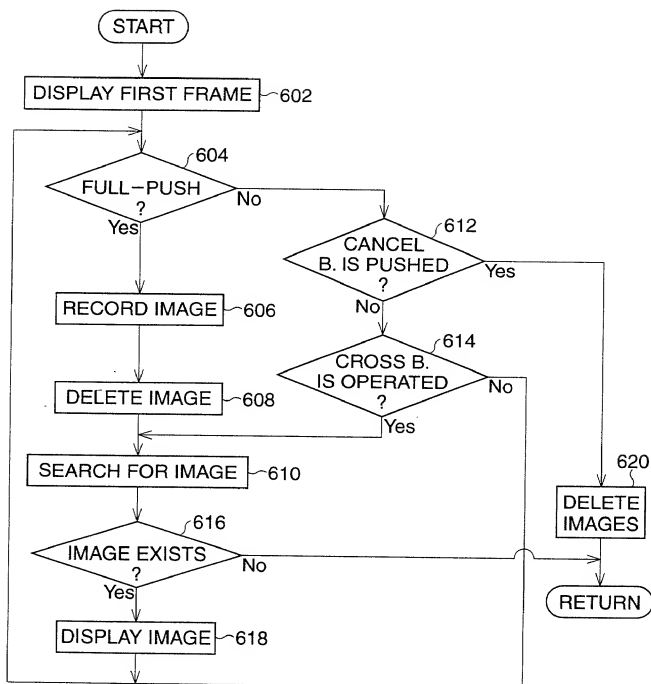 START
DISPLAY FIRST FRAME
602
604
FULL-PUSH
?
No
Yes
612
CANCEL
B. IS PUSHED
?
Yes
No
RECORD IMAGE
606
614
CROSS B.
IS OPERATED
?
No
Yes
DELETE IMAGE
608
SEARCH FOR IMAGE
610
620
DELETE
IMAGES
616
IMAGE EXISTS
?
No
Yes
RETURN
DISPLAY IMAGE
618